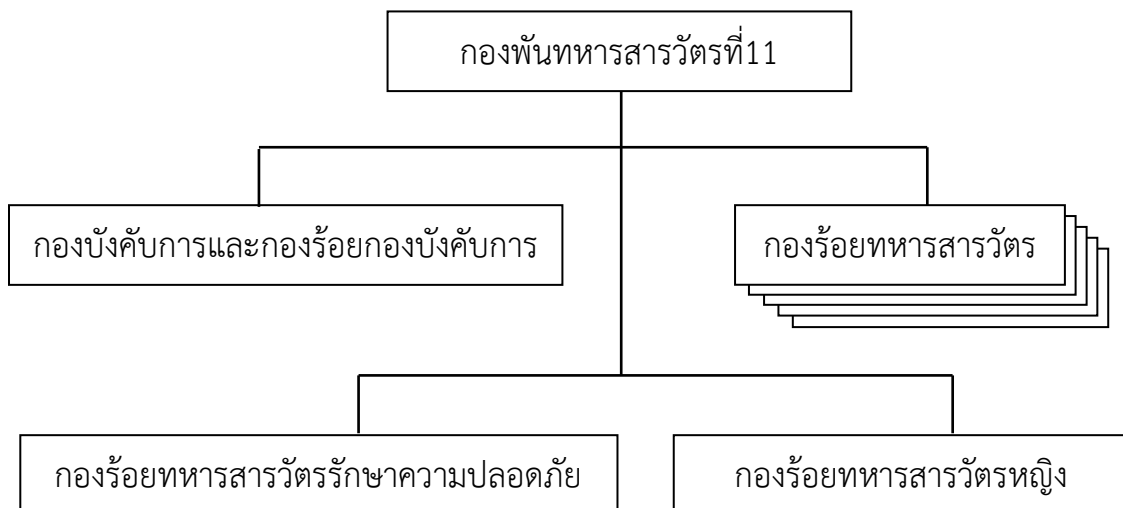 กองพันทหารสารวัตรที่11
กองบังคับการและกองร้อยกองบังคับการ
กองร้อยทหารสารวัตร
กองร้อยทหารสารวัตรรักษาความปลอดภัย
กองร้อยทหารสารวัตรหญิง